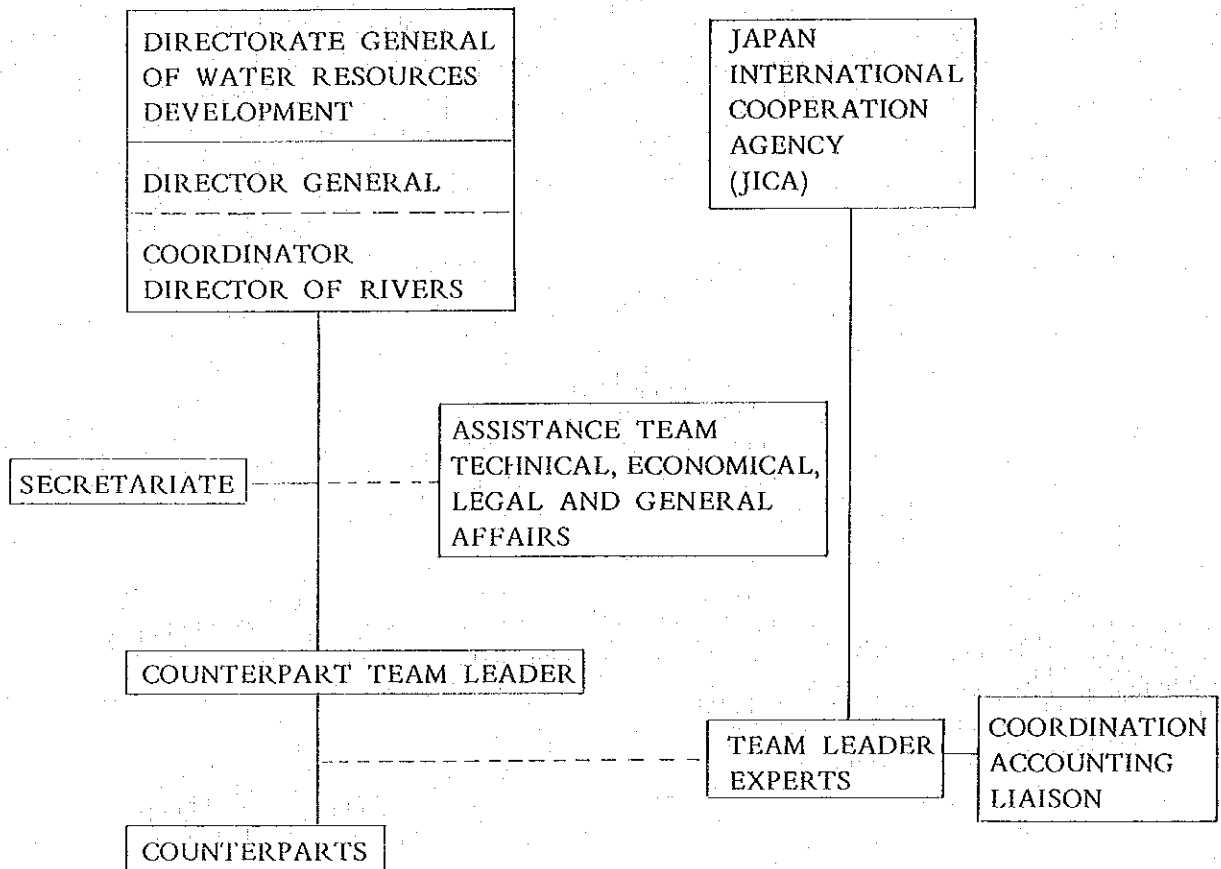 DIRECTORATE GENERAL
OF WATER RESOURCES
DEVELOPMENT
DIRECTOR GENERAL
COORDINATOR
DIRECTOR OF RIVERS
JAPAN
INTERNATIONAL
COOPERATION
AGENCY
(JICA)
SECRETARIATE
ASSISTANCE TEAM
TECHNICAL, ECONOMICAL,
LEGAL AND GENERAL
AFFAIRS
COUNTERPART TEAM LEADER
TEAM LEADER
EXPERTS
COORDINATION
ACCOUNTING
LIAISON
COUNTERPARTS